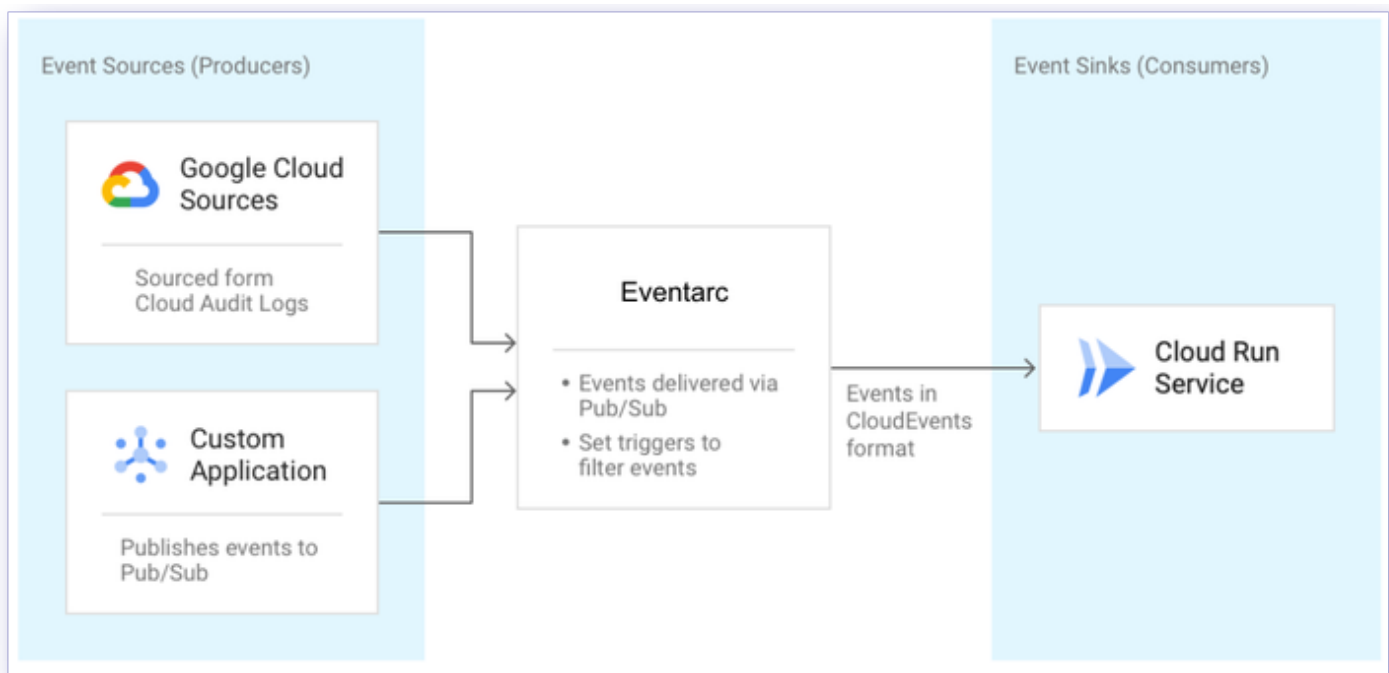 Event Sources (Producers)
Google Cloud
Sources
Sourced form
Cloud Audit Logs
Custom
Application
Publishes events to
Pub/Sub
Eventarc
• Events delivered via
Pub/Sub
• Set triggers to
filter events
Events in
CloudEvents
format
Event Sinks (Consumers)
Cloud Run
Service